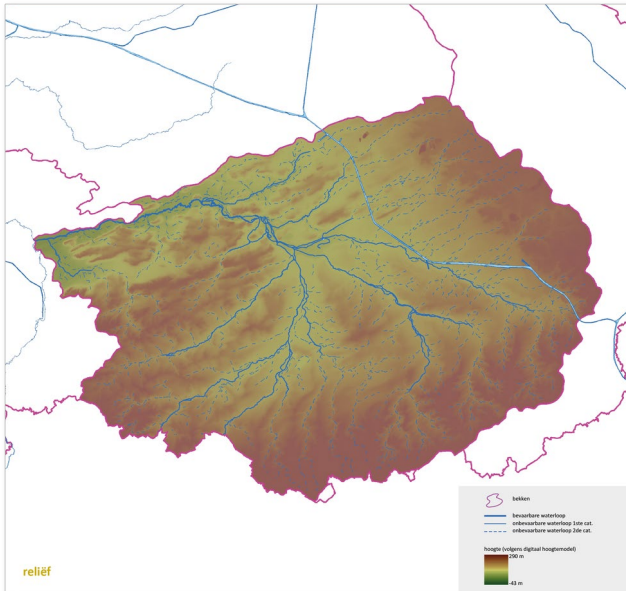 bekken
bevaarbare waterloop
onbevaarbare waterloop 1ste cat.
onbevaarbare waterloop 2de cat.
hoogte (volgens digitaal hoogtemodel)
290 m
-43 m
reliëf